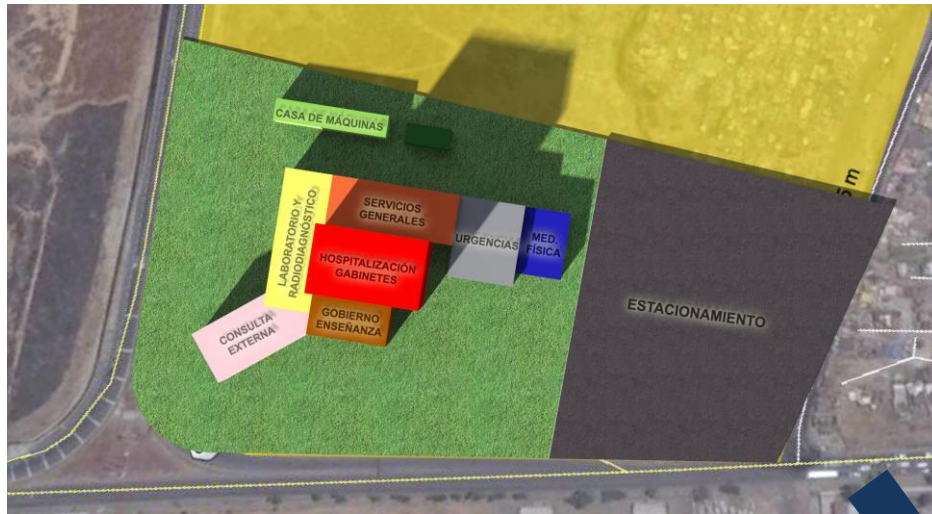 CASA DE MÁQUINAS
LABORATORIO Y
RADIODIAGNÓSTICO
SERVICIOS
GENERALES
URGENCIAS
MED.
FÍSICA
HOSPITALIZACIÓN
GABINETES
GOBIERNO
ENSEÑANZA
CONSULTA
EXTERNA
ESTACIONAMIENTO